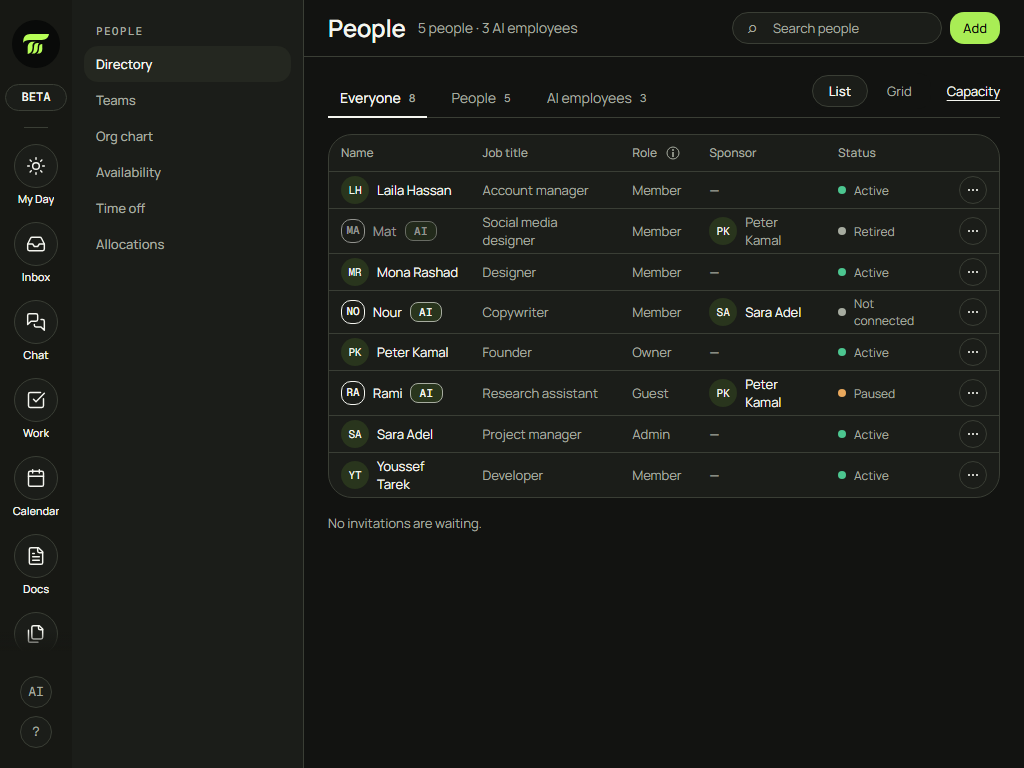 BETA
My Day
Inbox
Chat
Work
Calendar
Docs
AI
?
PEOPLE
Directory
Teams
Org chart
Availability
Time off
Allocations
People 5 people · 3 AI employees
Search people
Add
Everyone 8 People 5 AI employees 3
List Grid Capacity
Name Job title Role Sponsor Status
LH Laila Hassan Account manager Member – Active
MA Mat AI Social media designer Member PK Peter Kamal Retired
MR Mona Rashad Designer Member – Active
NO Nour AI Copywriter Member SA Sara Adel Not connected
PK Peter Kamal Founder Owner – Active
RA Rami AI Research assistant Guest PK Peter Kamal Paused
SA Sara Adel Project manager Admin – Active
YT Youssef Tarek Developer Member – Active
No invitations are waiting.